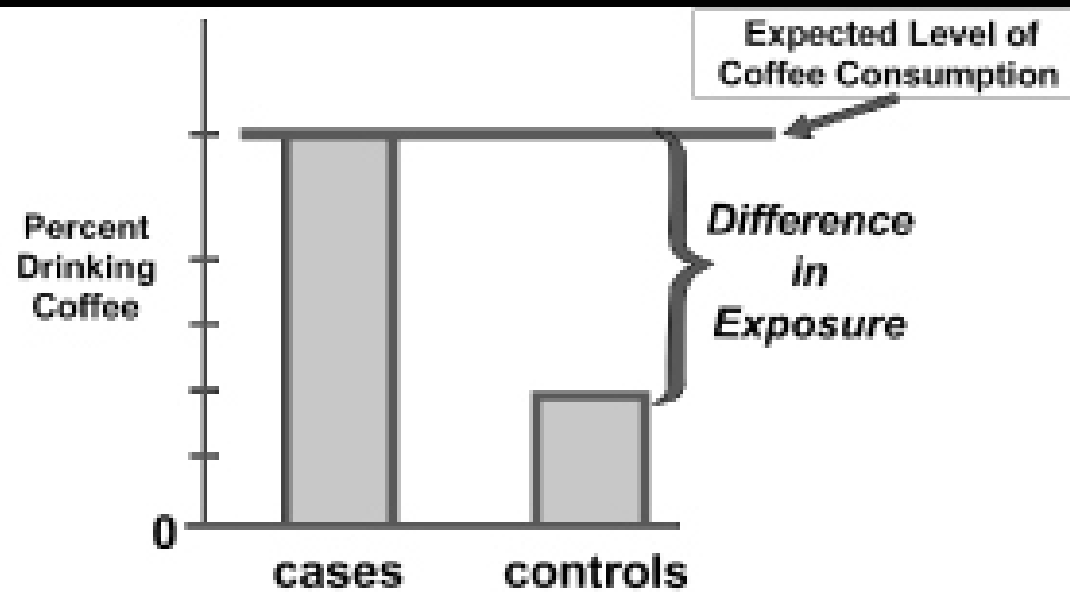 Expected Level of
Coffee Consumption
Percent
Drinking
Coffee
Difference
in
Exposure
0
cases
controls